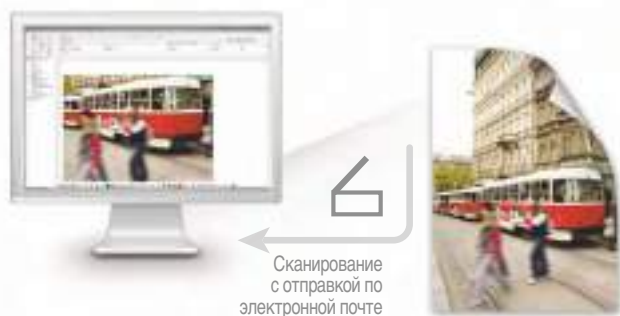 Сканирование
с отправкой по
электронной почте